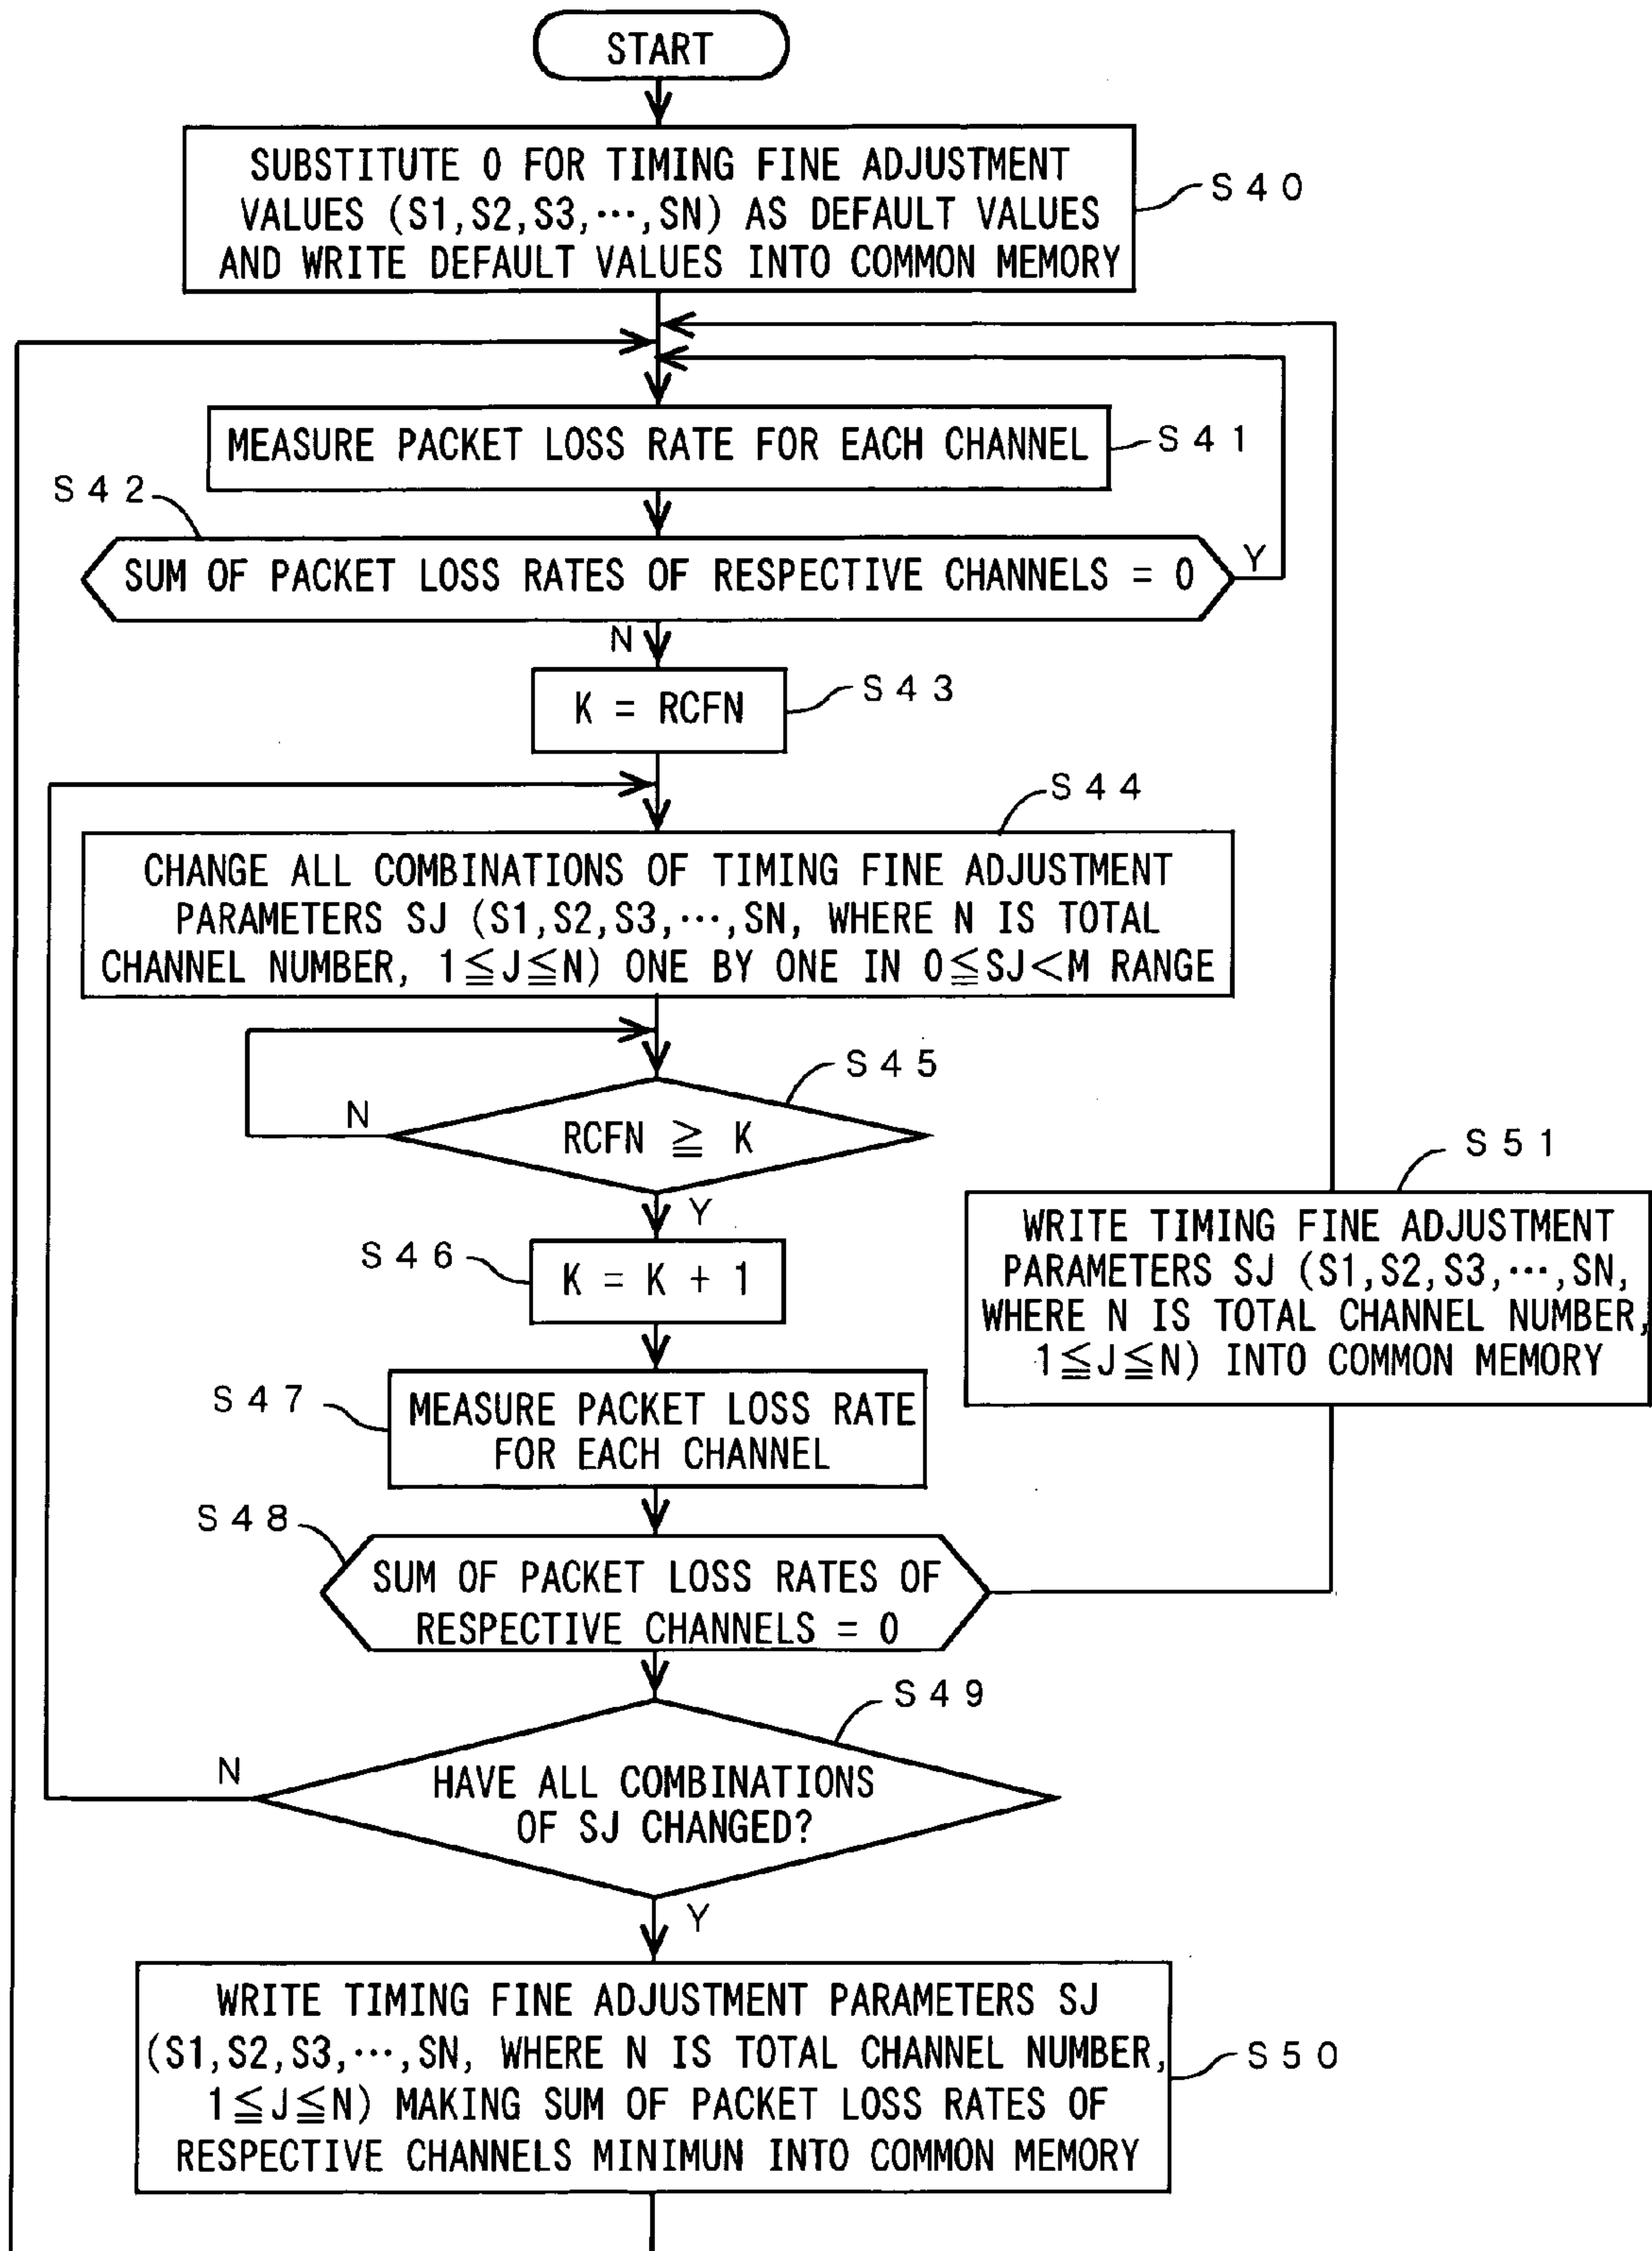 START
SUBSTITUTE 0 FOR TIMING FINE ADJUSTMENT
VALUES (S1,S2,S3,···,SN) AS DEFAULT VALUES
AND WRITE DEFAULT VALUES INTO COMMON MEMORY
S40
MEASURE PACKET LOSS RATE FOR EACH CHANNEL
S41
S42
SUM OF PACKET LOSS RATES OF RESPECTIVE CHANNELS = 0
Y
N
K = RCFN
S43
S44
CHANGE ALL COMBINATIONS OF TIMING FINE ADJUSTMENT
PARAMETERS SJ (S1,S2,S3,···,SN, WHERE N IS TOTAL
CHANNEL NUMBER, 1≦J≦N) ONE BY ONE IN 0≦SJ<M RANGE
S45
N
RCFN ≧ K
Y
S46
K = K + 1
S51
WRITE TIMING FINE ADJUSTMENT
PARAMETERS SJ (S1,S2,S3,···,SN,
WHERE N IS TOTAL CHANNEL NUMBER,
1≦J≦N) INTO COMMON MEMORY
S47
MEASURE PACKET LOSS RATE
FOR EACH CHANNEL
S48
SUM OF PACKET LOSS RATES OF
RESPECTIVE CHANNELS = 0
S49
N
HAVE ALL COMBINATIONS
OF SJ CHANGED?
Y
WRITE TIMING FINE ADJUSTMENT PARAMETERS SJ
(S1,S2,S3,···,SN, WHERE N IS TOTAL CHANNEL NUMBER,
1≦J≦N) MAKING SUM OF PACKET LOSS RATES OF
RESPECTIVE CHANNELS MINIMUN INTO COMMON MEMORY
S50